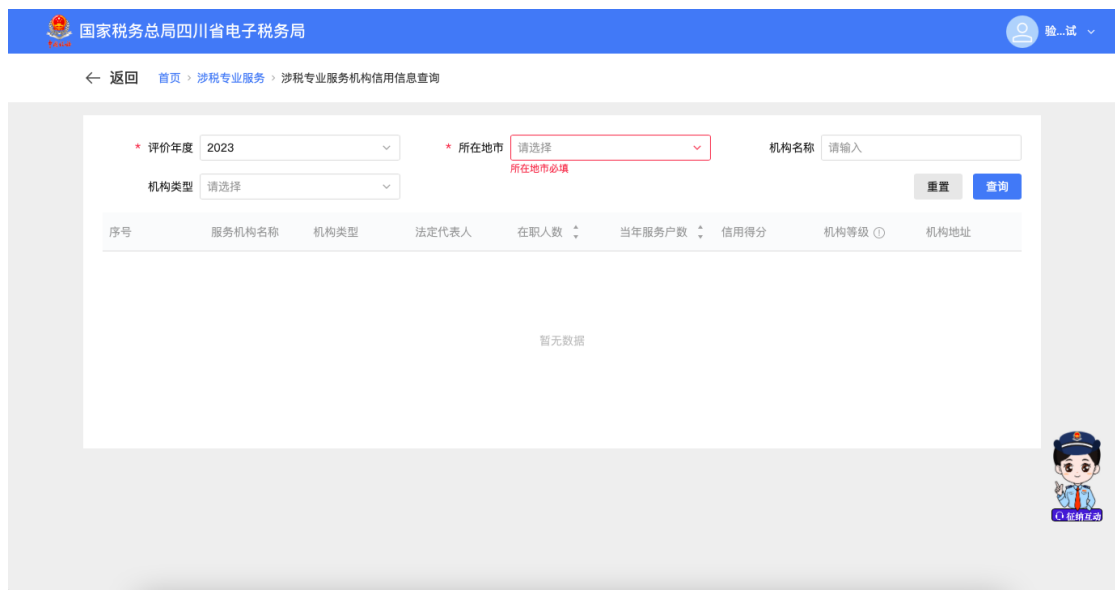 国家税务总局四川省电子税务局
验...试
返回 首页 > 涉税专业服务 > 涉税专业服务机构信用信息查询
* 评价年度 2023 * 所在地市 请选择 机构名称 请输入
所在地市必填
机构类型 请选择 重置 查询
序号 服务机构名称 机构类型 法定代表人 在职人数 当年服务户数 信用得分 机构等级 机构地址
暂无数据
征纳互动